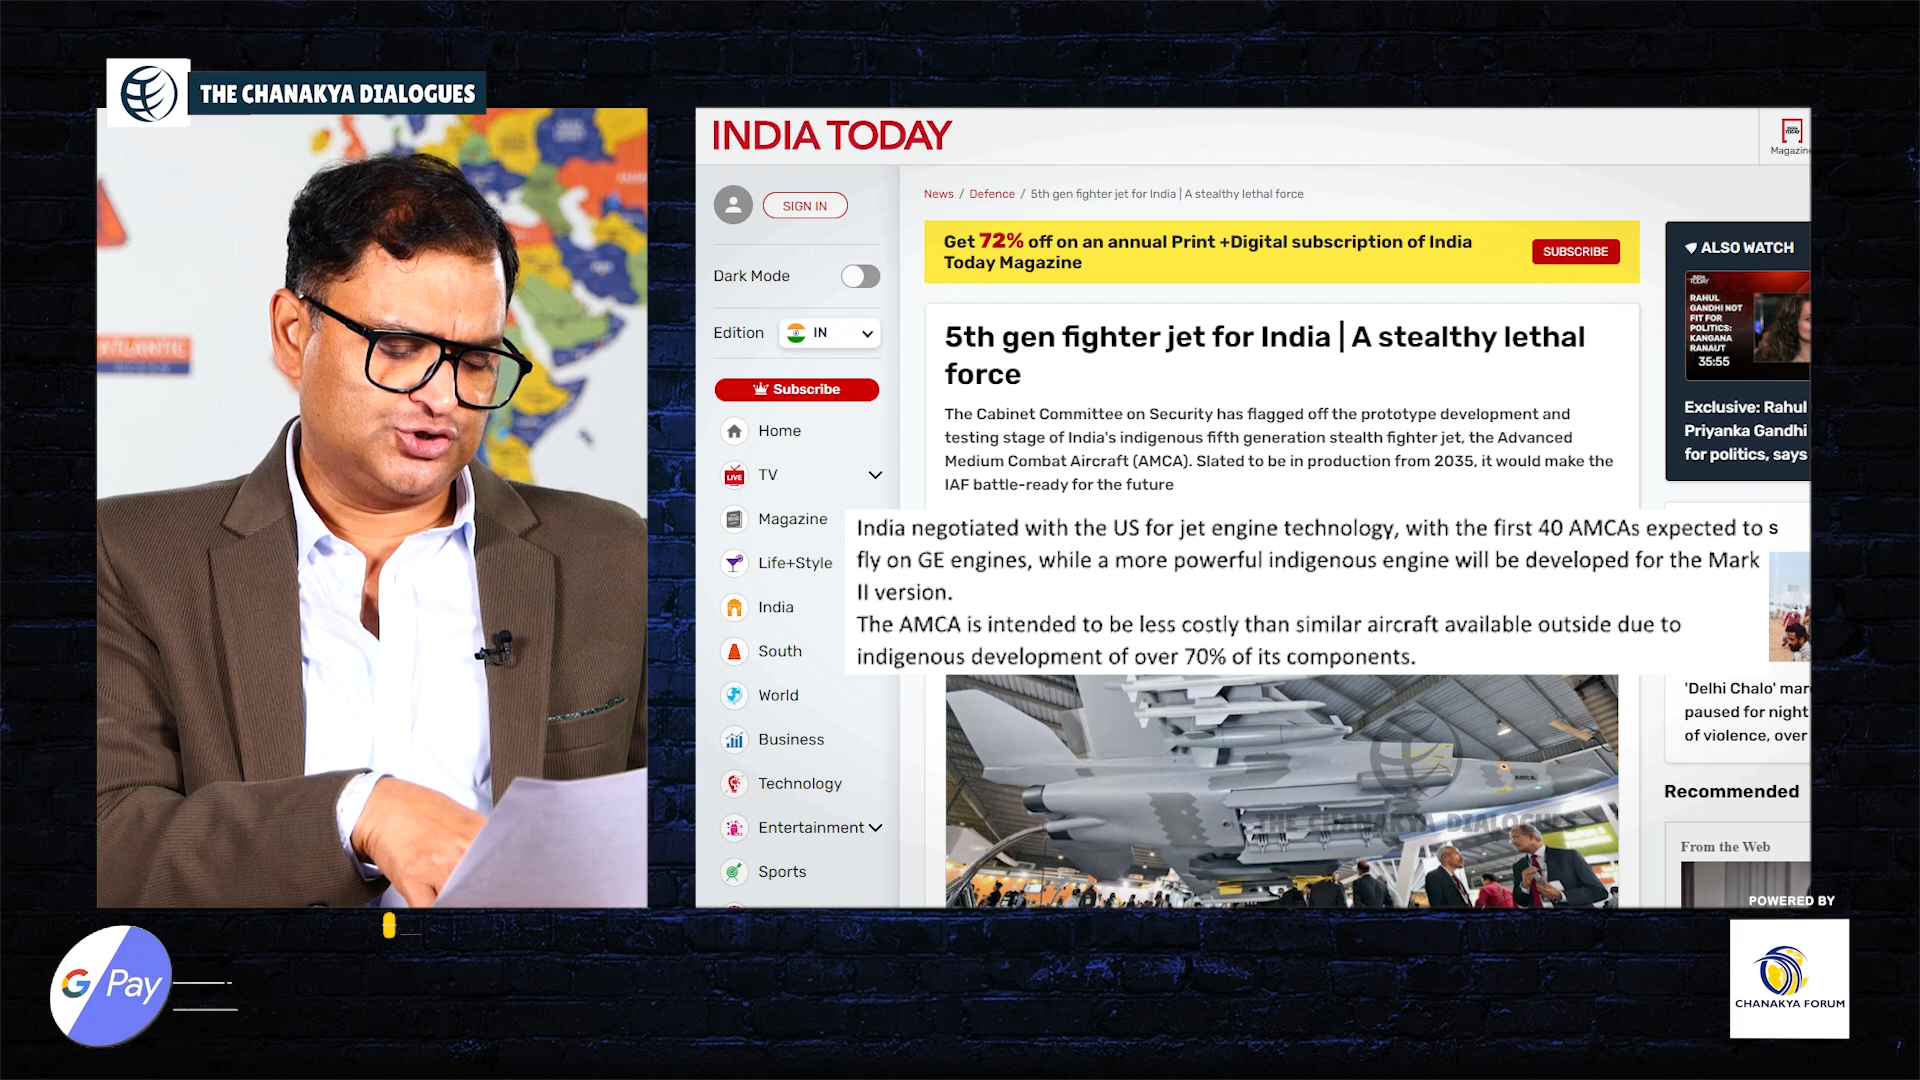 THE CHANAKYA DIALOGUES
ATLANTIC
INDIA TODAY
Magazine
SIGN IN
Dark Mode
Edition
IN
Subscribe
Home
LIVE
TV
Magazine
Life+Style
India
South
World
Business
Technology
Entertainment
Sports
News / Defence / 5th gen fighter jet for India | A stealthy lethal force
Get 72% off on an annual Print +Digital subscription of India
Today Magazine
SUBSCRIBE
5th gen fighter jet for India | A stealthy lethal
force
The Cabinet Committee on Security has flagged off the prototype development and
testing stage of India's indigenous fifth generation stealth fighter jet, the Advanced
Medium Combat Aircraft (AMCA). Slated to be in production from 2035, it would make the
IAF battle-ready for the future
India negotiated with the US for jet engine technology, with the first 40 AMCAs expected to
fly on GE engines, while a more powerful indigenous engine will be developed for the Mark
II version.
The AMCA is intended to be less costly than similar aircraft available outside due to
indigenous development of over 70% of its components.
AMCA
THE CHANAKYA DIALOGUES
ALSO WATCH
INDIA
TODAY
RAHUL
GANDHI NOT
FIT FOR
POLITICS:
KANGANA
RANAUT
35:55
Exclusive: Rahul
Priyanka Gandhi
for politics, says
s
'Delhi Chalo' mar
paused for night
of violence, over
Recommended
From the Web
POWERED BY
CHANAKYA FORUM
G Pay